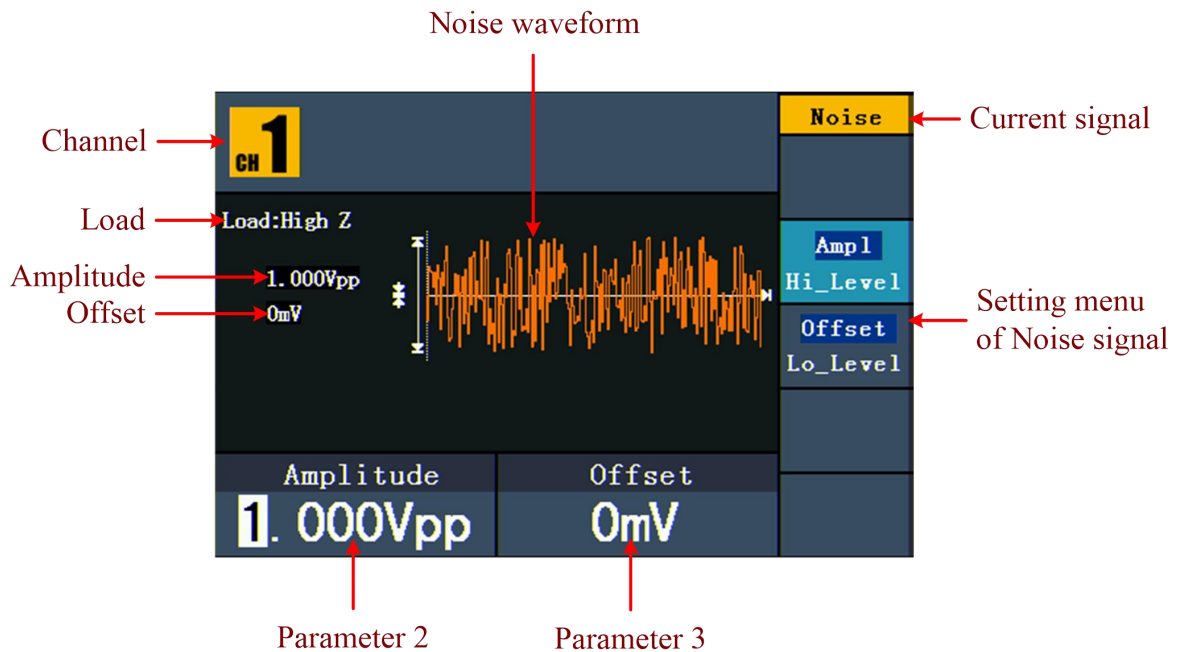 Noise waveform
Channel
CH 1
Noise
Current signal
Load
Load:High Z
Amplitude
1.000Vpp
Offset
0mV
Ampl
Hi_Level
Offset
Lo_Level
Setting menu
of Noise signal
Amplitude
Offset
1.000Vpp
0mV
Parameter 2
Parameter 3